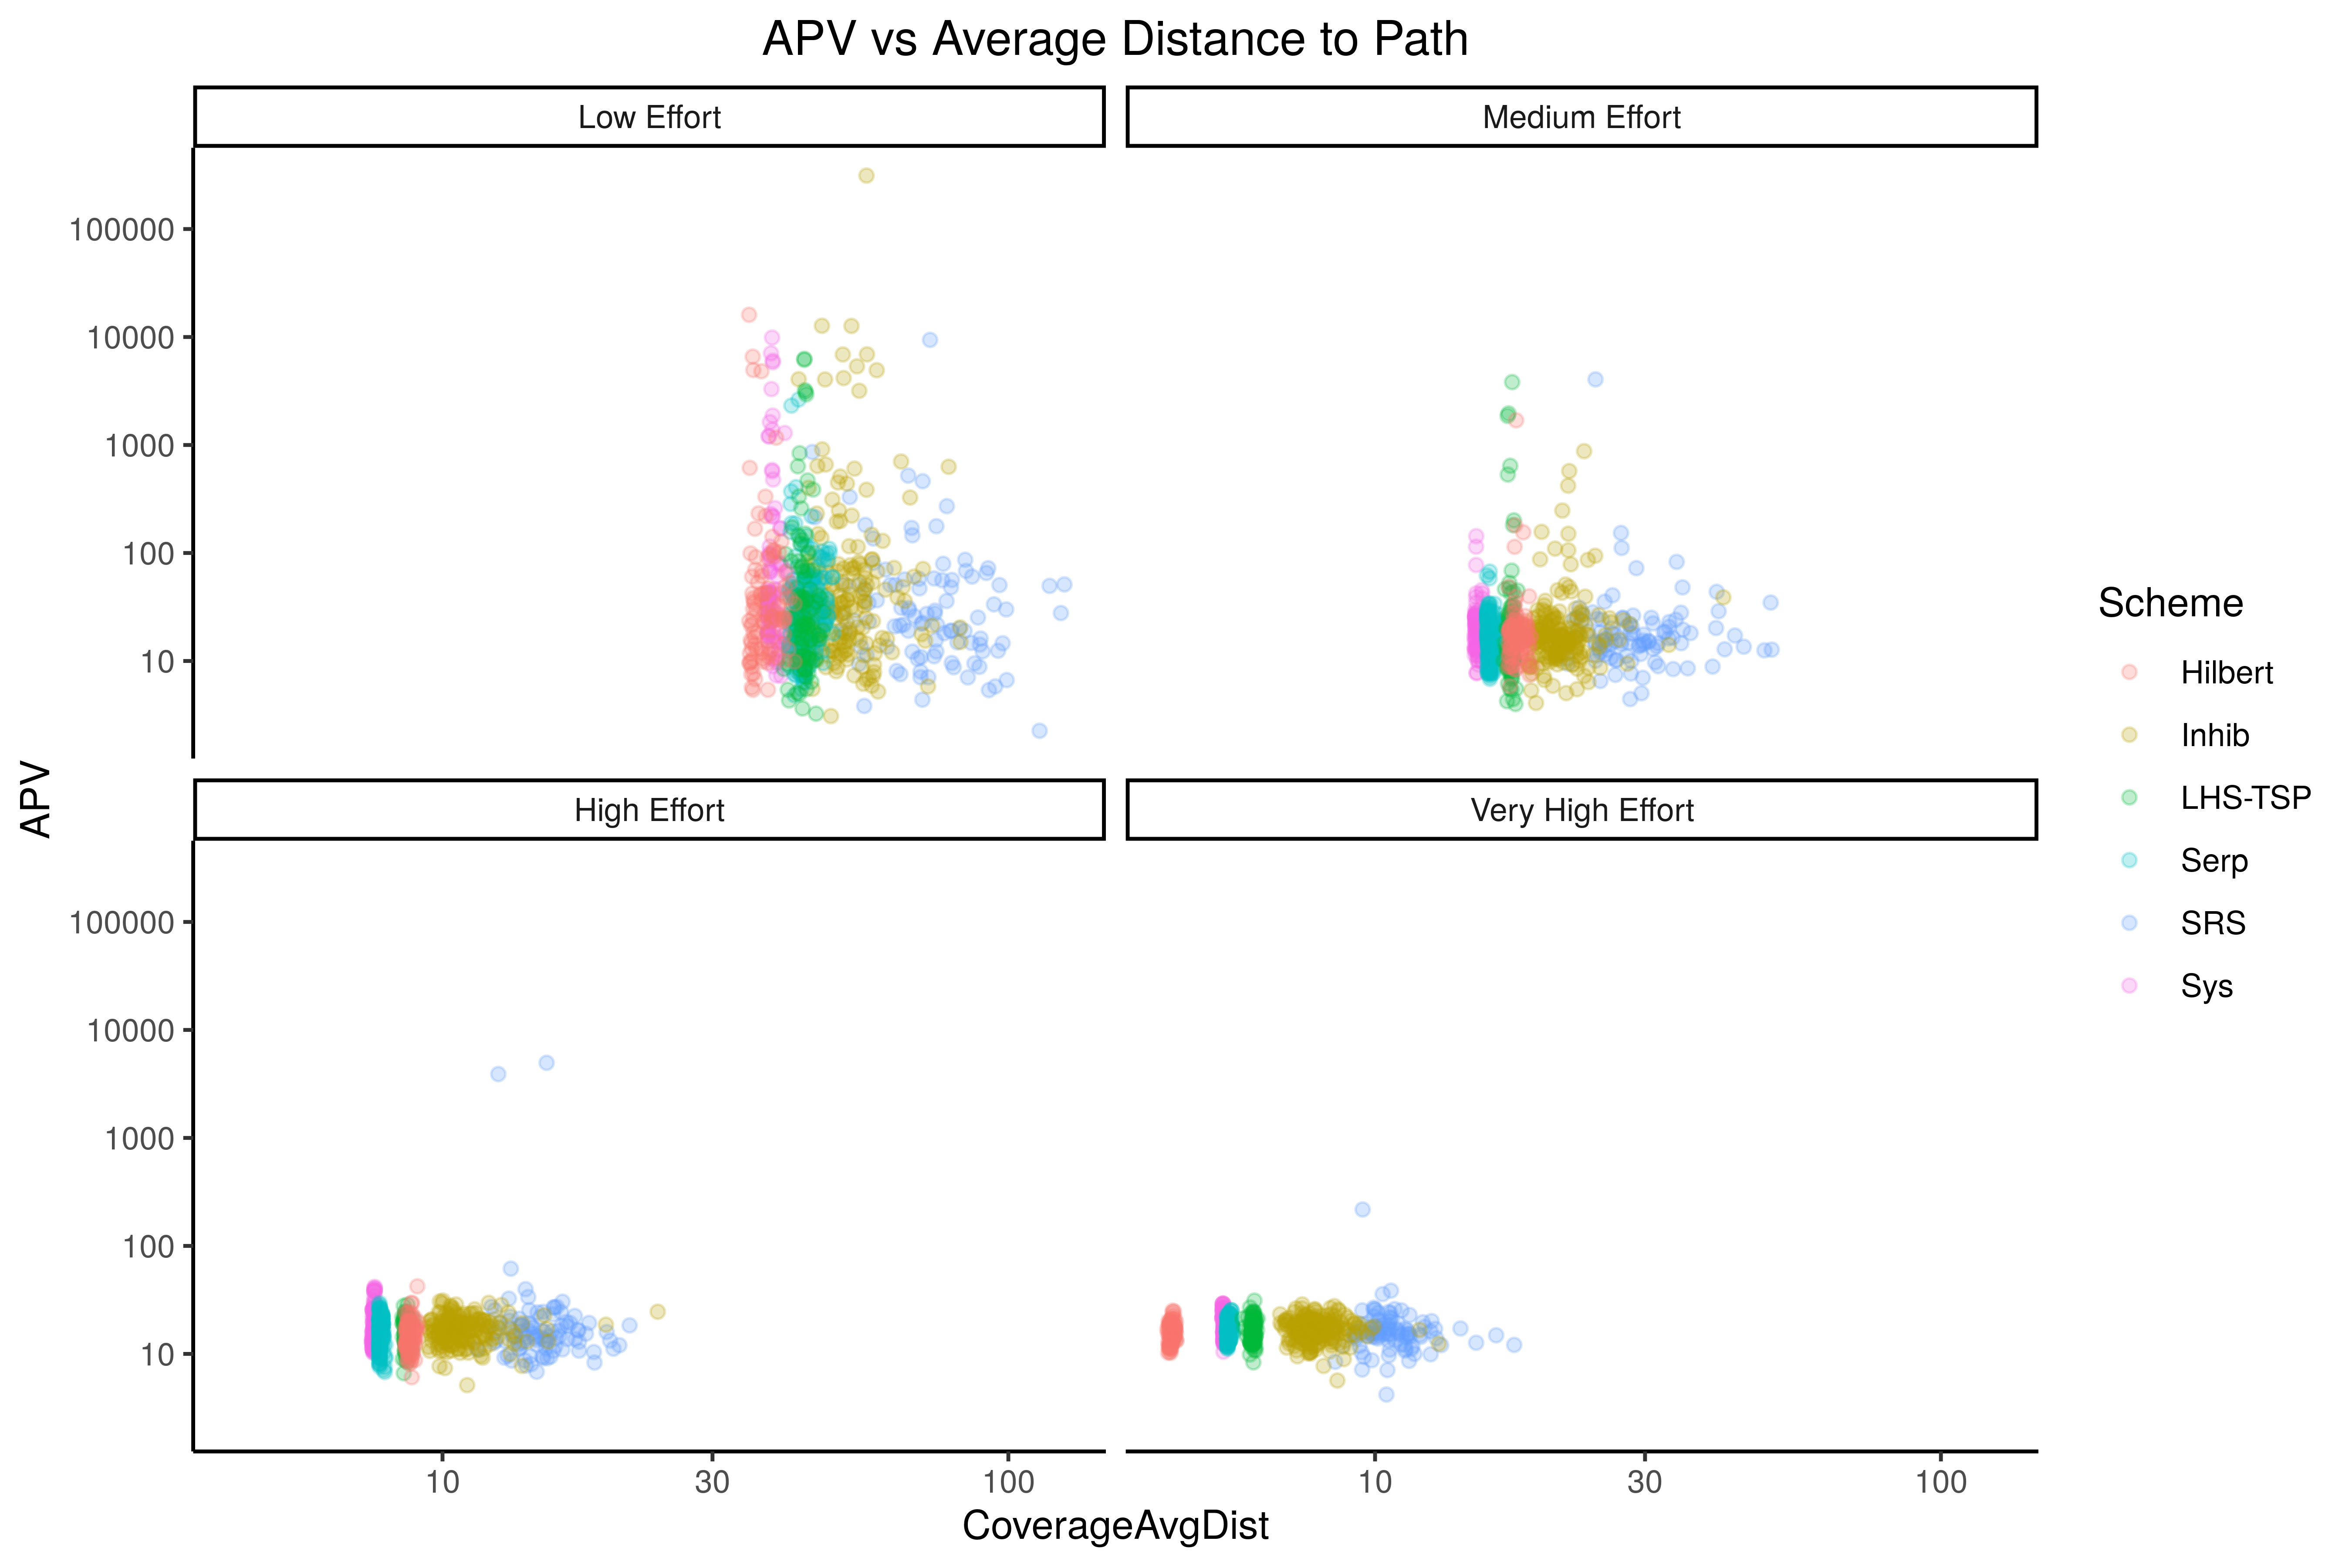 APV vs Average Distance to Path
Low Effort
Medium Effort
100000
10000
1000
100
10
High Effort
Very High Effort
100000
10000
1000
100
10
10
30
100
10
30
100
CoverageAvgDist
APV
Scheme
Hilbert
Inhib
LHS-TSP
Serp
SRS
Sys